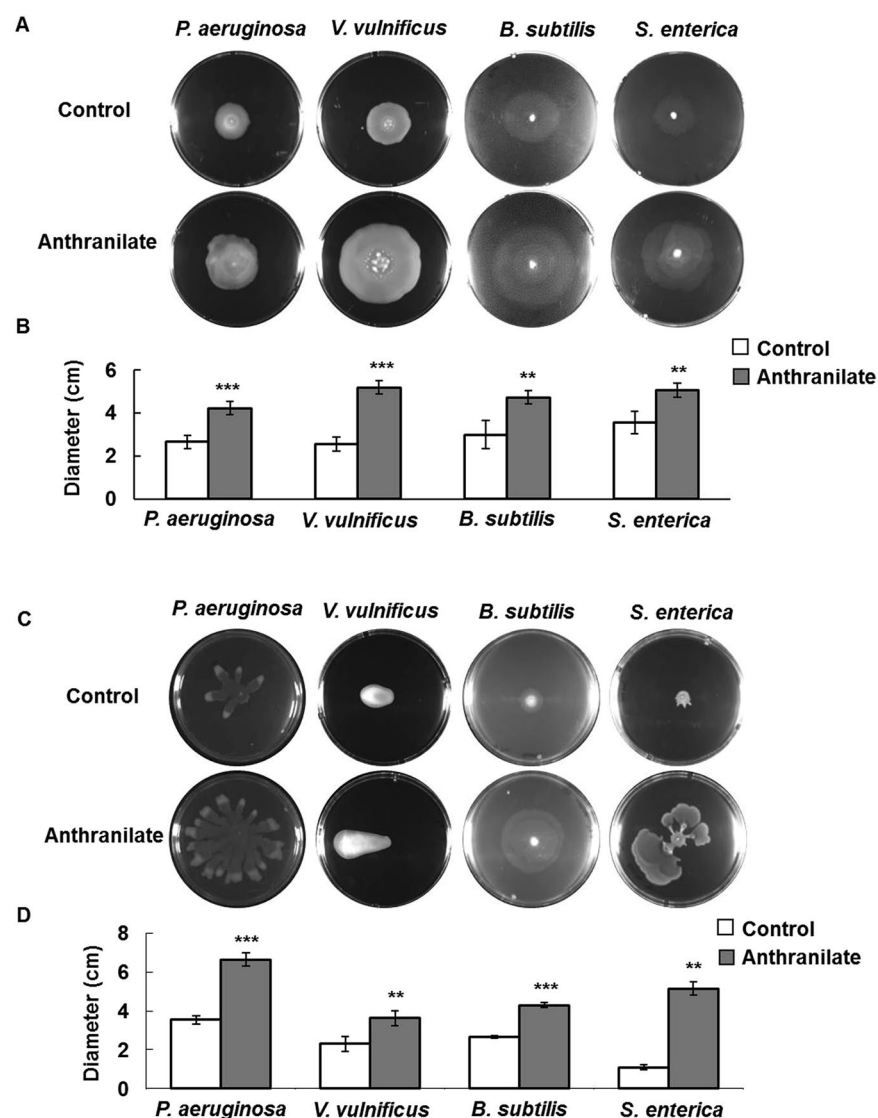 A
P. aeruginosa V. vulnificus B. subtilis S. enterica
Control
Anthranilate
B
Control
Anthranilate
Diameter (cm)
6
4
2
0
*** *** ** **
P. aeruginosa V. vulnificus B. subtilis S. enterica
C
P. aeruginosa V. vulnificus B. subtilis S. enterica
Control
Anthranilate
D
Control
Anthranilate
Diameter (cm)
8
6
4
2
0
*** ** *** **
P. aeruginosa V. vulnificus B. subtilis S. enterica